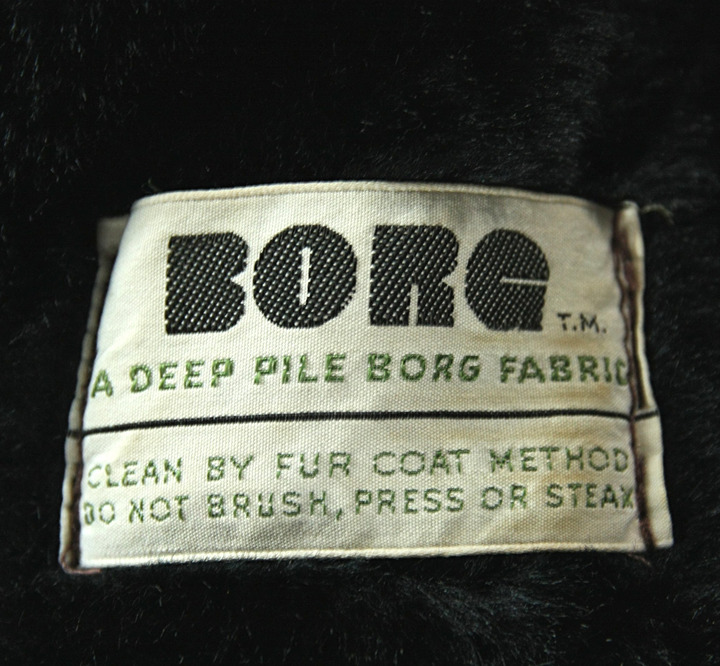 BORG T.M.
A DEEP PILE BORG FABRIC
CLEAN BY FUR COAT METHOD
DO NOT BRUSH, PRESS OR STEAM